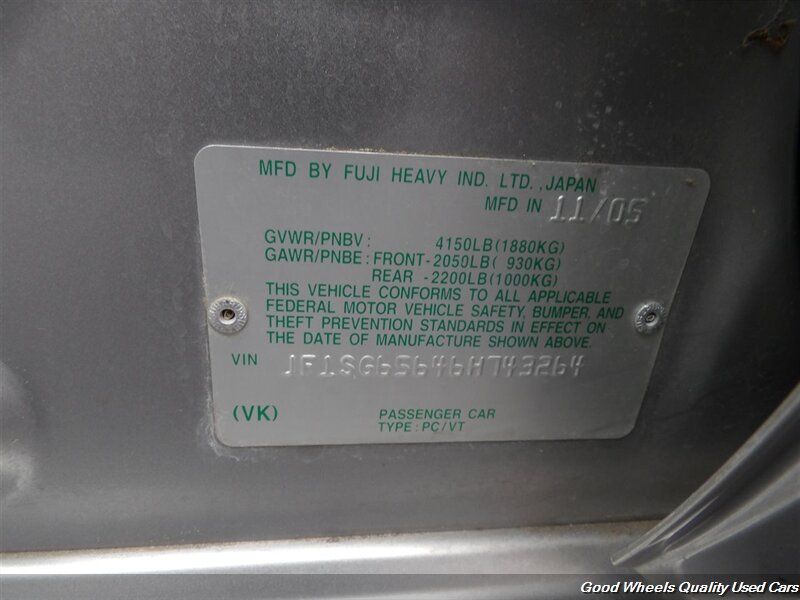 MFD BY FUJI HEAVY IND. LTD., JAPAN
MFD IN 11/05
GVWR/PNBV: 4150LB(1880KG)
GAWR/PNBE: FRONT-2050LB( 930KG)
REAR -2200LB(1000KG)
THIS VEHICLE CONFORMS TO ALL APPLICABLE
FEDERAL MOTOR VEHICLE SAFETY, BUMPER, AND
THEFT PREVENTION STANDARDS IN EFFECT ON
THE DATE OF MANUFACTURE SHOWN ABOVE.
VIN JF1SG65646H743264
(VK) PASSENGER CAR
TYPE: PC/VT
Good Wheels Quality Used Cars